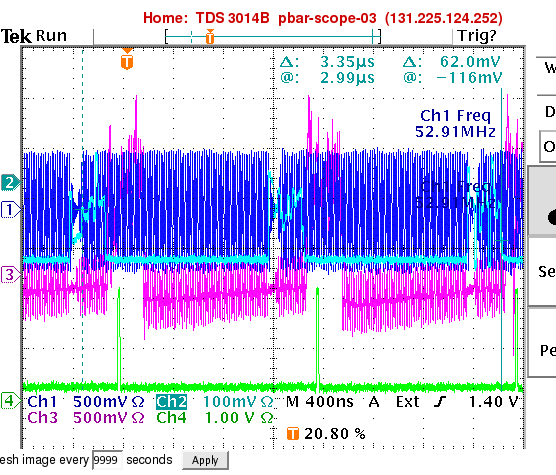 Home: TDS 3014B pbar-scope-03 (131.225.124.252)
Tek Run Trig?
T T
Δ: 3.35μs Δ: 62.0mV
@: 2.99μs @: −116mV
Ch1 Freq
52.91MHz
2
1
3
4
W
D
O
Se
Pe
Ch1 500mV Ω Ch2 100mV Ω M 400ns A Ext ƒ 1.40 V
Ch3 500mV Ω Ch4 1.00 V Ω
T 20.80 %
esh image every 9999 seconds Apply